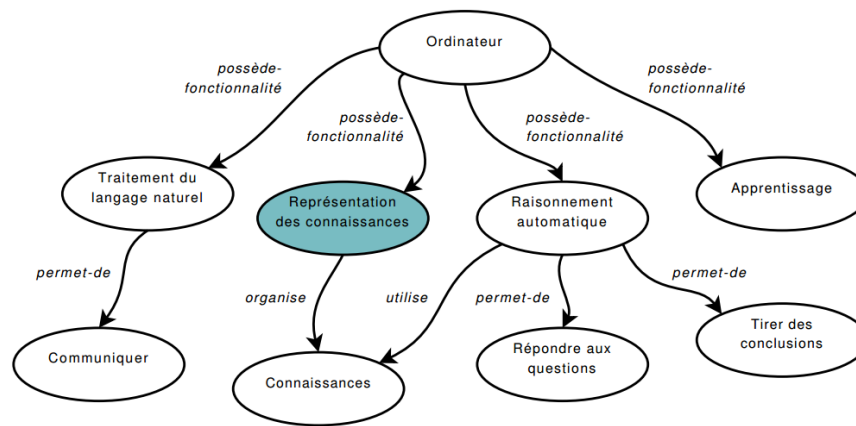 Ordinateur
possède-
fonctionnalité
possède-
fonctionnalité
possède-
fonctionnalité
possède-
fonctionnalité
Traitement du
langage naturel
Représentation
des connaissances
Raisonnement
automatique
Apprentissage
permet-de
organise
utilise
permet-de
permet-de
Communiquer
Connaissances
Répondre aux
questions
Tirer des
conclusions